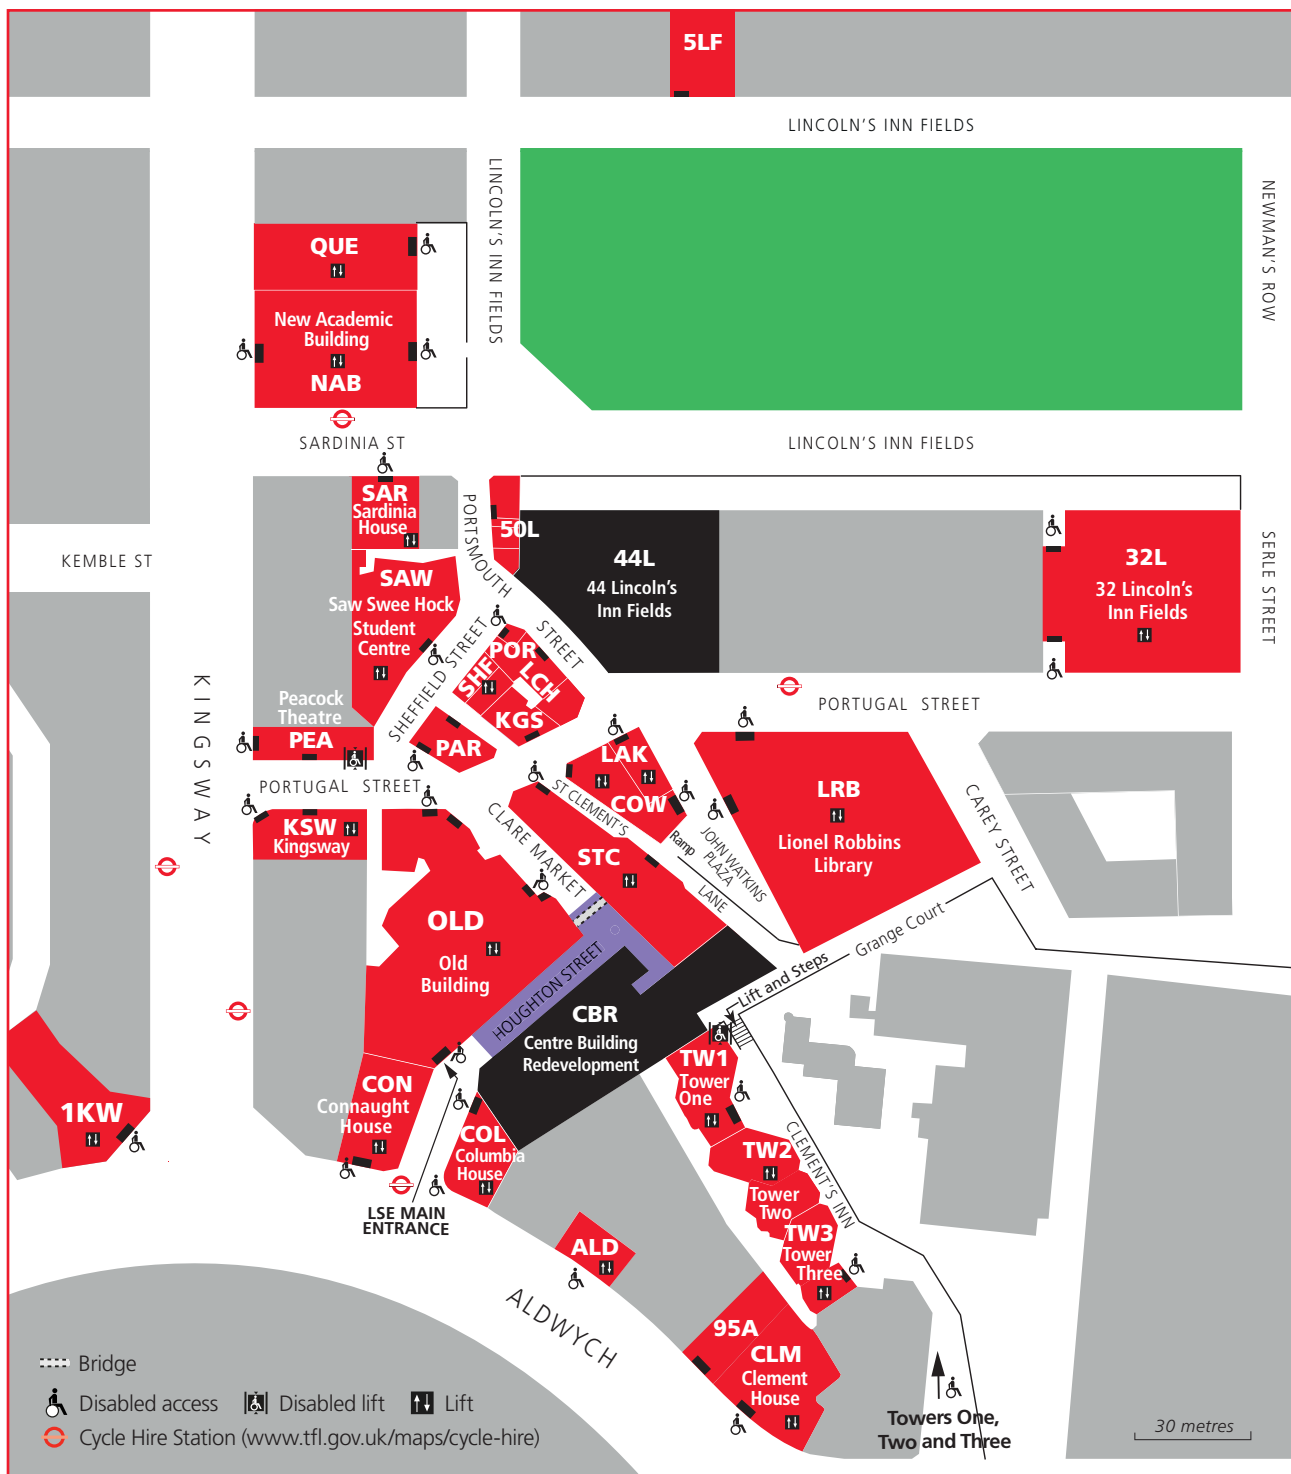 5LF
LINCOLN'S INN FIELDS
LINCOLN'S INN FIELDS
NEWMAN'S ROW
QUE
New Academic
Building
NAB
SARDINIA ST
LINCOLN'S INN FIELDS
SAR
Sardinia
House
PORTSMOUTH
STREET
50L
44L
44 Lincoln's
Inn Fields
32L
32 Lincoln's
Inn Fields
SERLE STREET
KEMBLE ST
SAW
Saw Swee Hock
Student
Centre
SHEFFIELD STREET
POR
SHF
LCH
KGS
KINGSWAY
Peacock
Theatre
PEA
PAR
PORTUGAL STREET
PORTUGAL STREET
LAK
COW
ST CLEMENT'S
LANE
Ramp
JOHN WATKINS
PLAZA
LRB
Lionel Robbins
Library
CAREY STREET
KSW
Kingsway
CLARE MARKET
STC
OLD
Old
Building
HOUGHTON STREET
Grange Court
Lift and Steps
CBR
Centre Building
Redevelopment
TW1
Tower
One
CON
Connaught
House
1KW
COL
Columbia
House
TW2
Tower
Two
CLEMENT'S INN
LSE MAIN
ENTRANCE
TW3
Tower
Three
ALD
ALDWYCH
95A
CLM
Clement
House
Bridge
Disabled access
Disabled lift
Lift
Cycle Hire Station (www.tfl.gov.uk/maps/cycle-hire)
Towers One,
Two and Three
30 metres